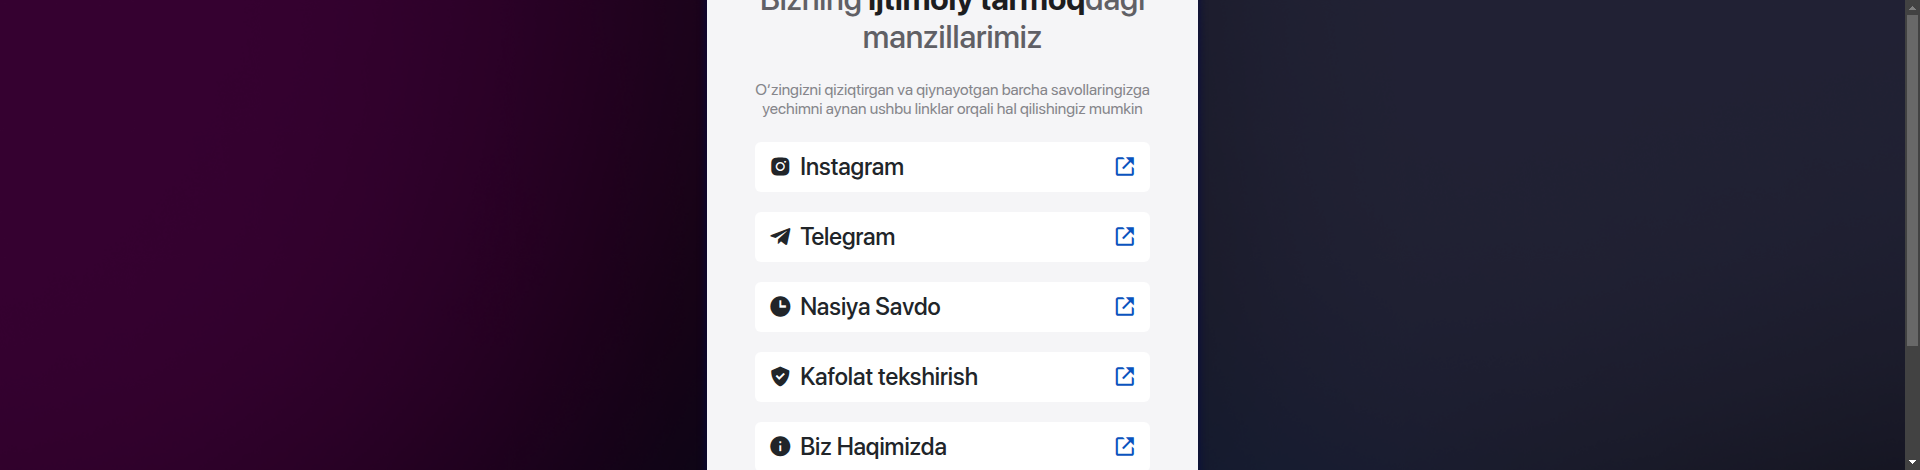 Bizning ijtimoiy tarmoqdagi
manzillarimiz
O‘zingizni qiziqtirgan va qiynayotgan barcha savollaringizga
yechimni aynan ushbu linklar orqali hal qilishingiz mumkin
Instagram
Telegram
Nasiya Savdo
Kafolat tekshirish
Biz Haqimizda